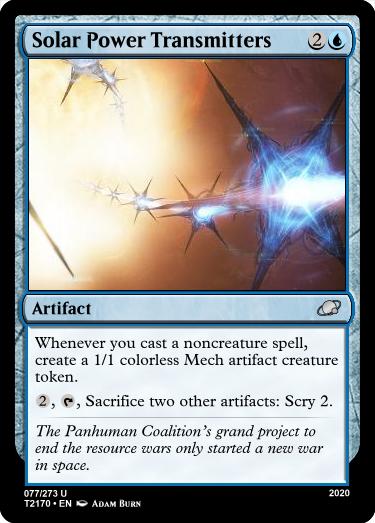 Solar Power Transmitters 2
Artifact
Whenever you cast a noncreature spell,
create a 1/1 colorless Mech artifact creature
token.
2, , Sacrifice two other artifacts: Scry 2.
The Panhuman Coalition's grand project to
end the resource wars only started a new war
in space.
077/273 U
2020
T2170 • EN Adam Burn